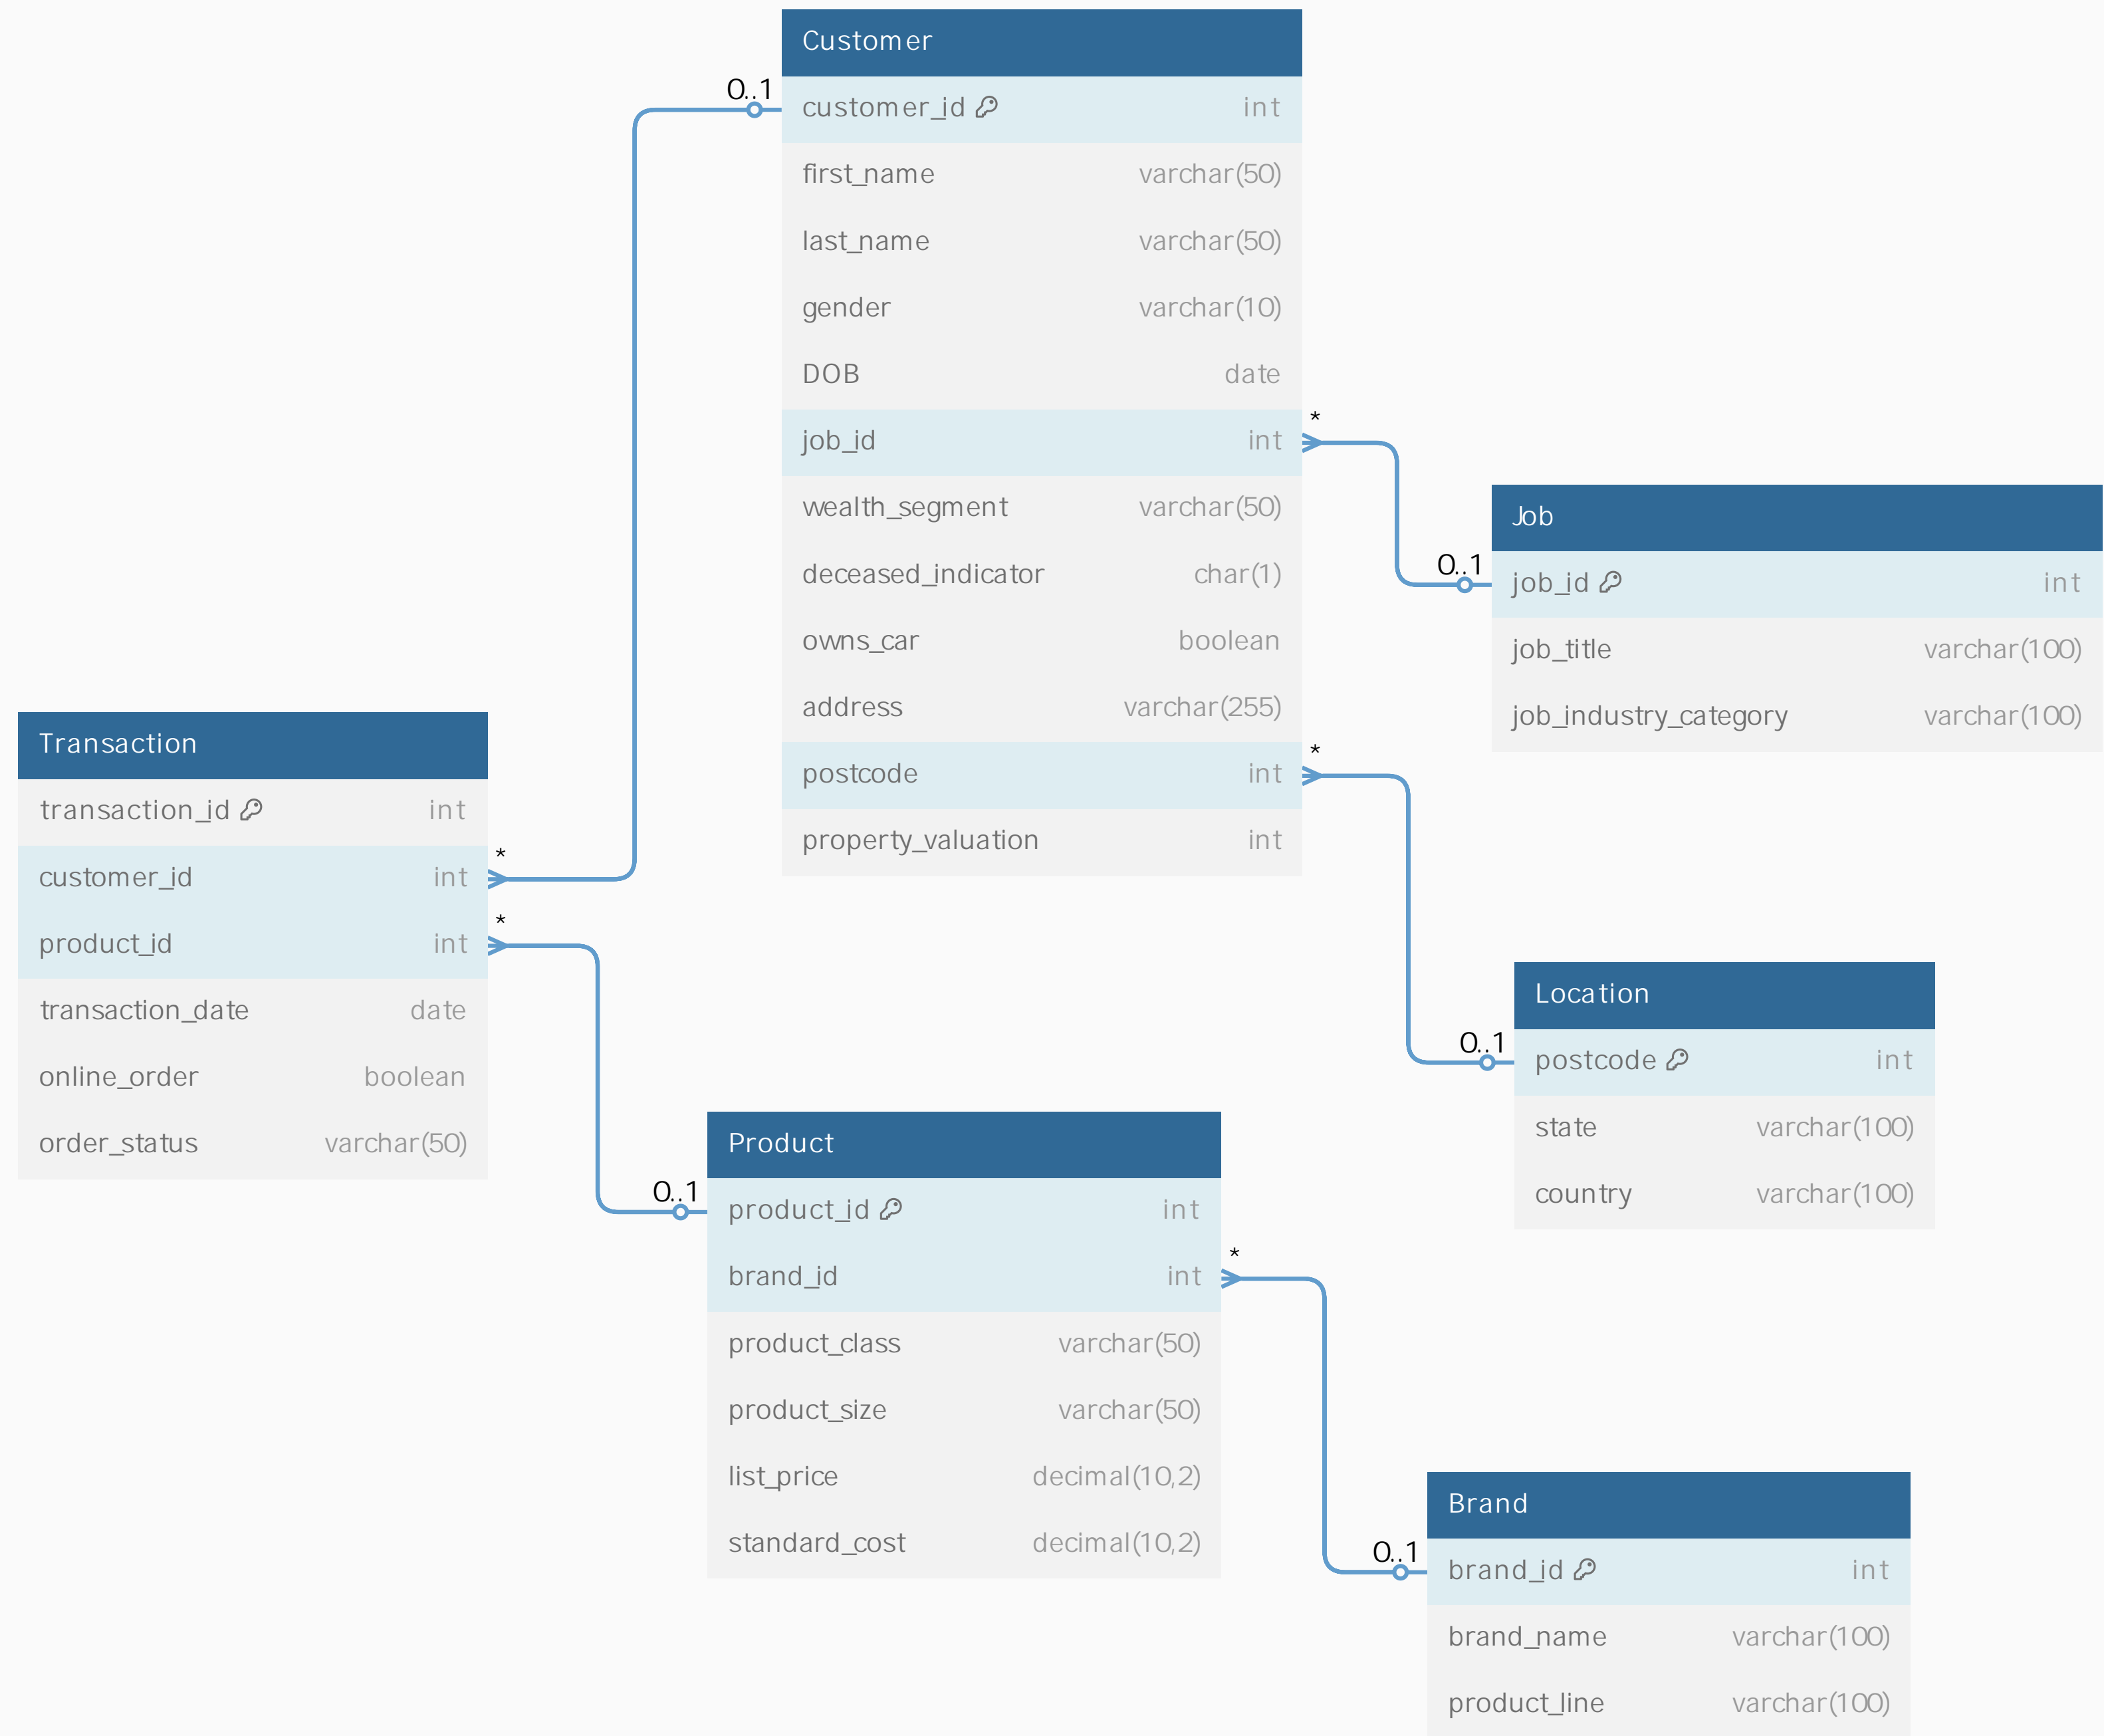 Customer
0..1
customer_id int
first_name varchar(50)
last_name varchar(50)
gender varchar(10)
DOB date
*
job_id int
wealth_segment varchar(50)
deceased_indicator char(1)
owns_car boolean
address varchar(255)
*
postcode int
property_valuation int
Job
0..1
job_id int
job_title varchar(100)
job_industry_category varchar(100)
Transaction
transaction_id int
*
customer_id int
*
product_id int
transaction_date date
online_order boolean
order_status varchar(50)
Location
0..1
postcode int
state varchar(100)
country varchar(100)
Product
0..1
product_id int
*
brand_id int
product_class varchar(50)
product_size varchar(50)
list_price decimal(10,2)
standard_cost decimal(10,2)
Brand
0..1
brand_id int
brand_name varchar(100)
product_line varchar(100)